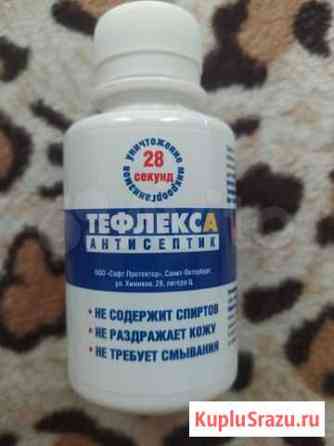 уничтожение микроорганизмов
28
секунд
ТЕФЛЕКСА
АНТИСЕПТИК
ООО «Софт Протектор», Санкт-Петербург,
ул. Химиков, 28, литера Ц.
• НЕ СОДЕРЖИТ СПИРТОВ
• НЕ РАЗДРАЖАЕТ КОЖУ
• НЕ ТРЕБУЕТ СМЫВАНИЯ
KupluSrazu.ru